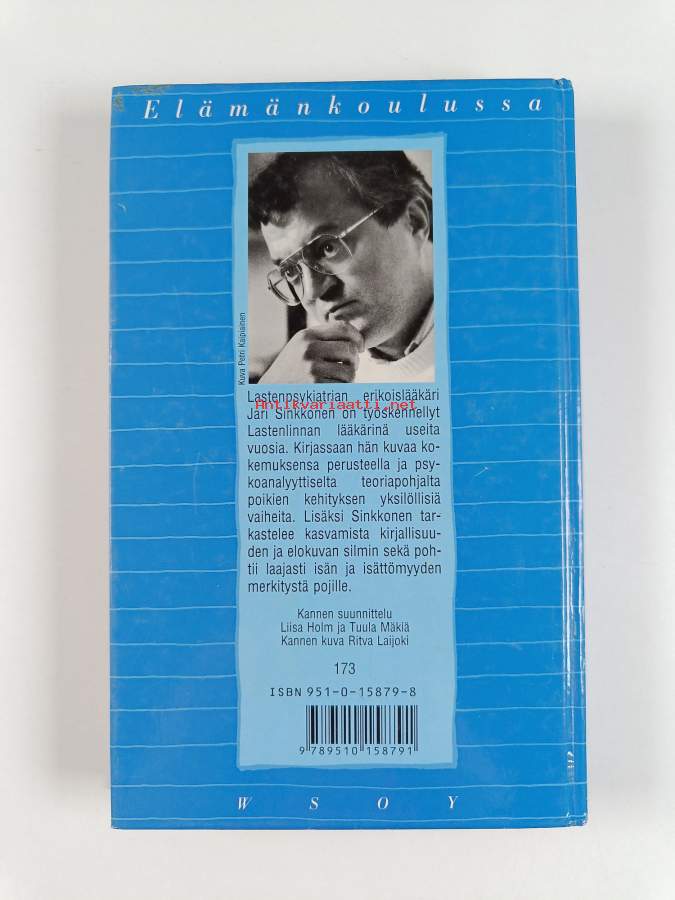 Elämänkoulussa
Kuva Petri Kaipiainen
Lastenpsykiatrian erikoislääkäri
Antikvariaatti.net
Jari Sinkkonen on työskennellyt
Lastenlinnan lääkärinä useita
vuosia. Kirjassaan hän kuvaa ko-
kemuksensa perusteella ja psy-
koanalyyttiselta teoriapohjalta
poikien kehityksen yksilöllisiä
vaiheita. Lisäksi Sinkkonen tar-
kastelee kasvamista kirjallisuu-
den ja elokuvan silmin sekä poh-
tii laajasti isän ja isättömyyden
merkitystä pojille.
Kannen suunnittelu
Liisa Holm ja Tuula Mäkiä
Kannen kuva Ritva Laijoki
173
ISBN 951-0-15879-8
9 789510 158791
WSOY